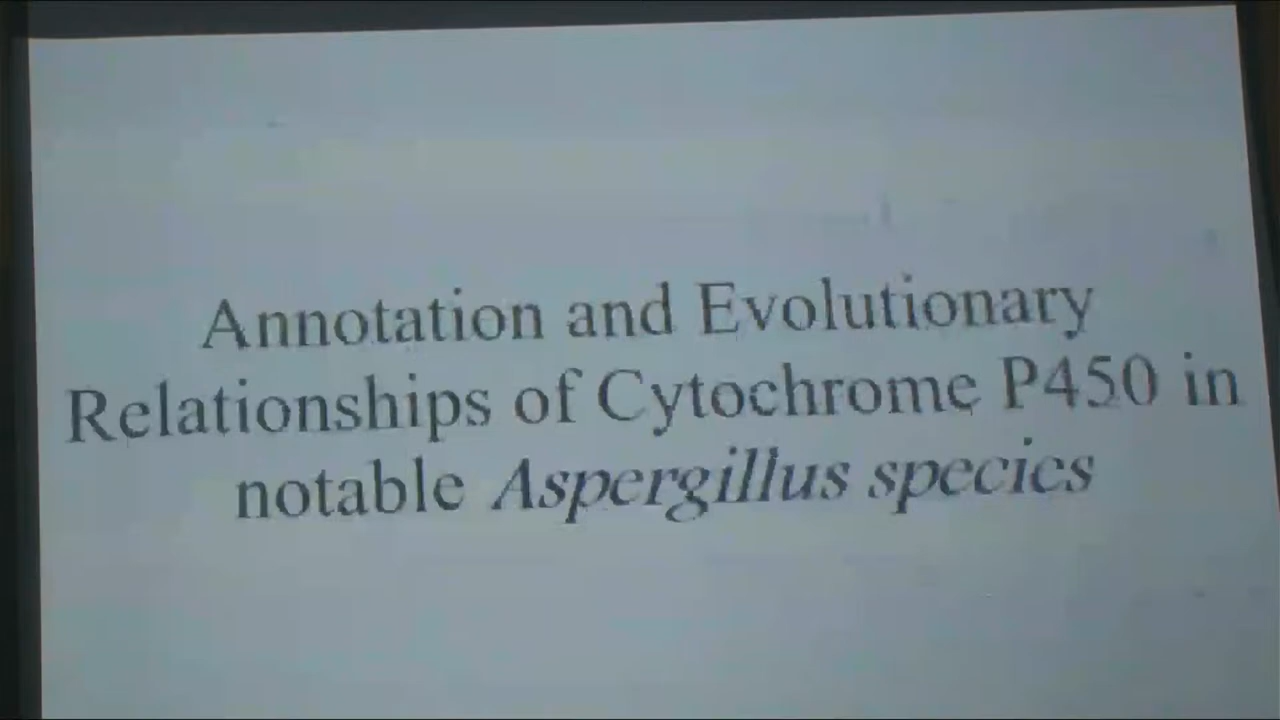 Annotation and Evolutionary
Relationships of Cytochrome P450 in
notable Aspergillus species